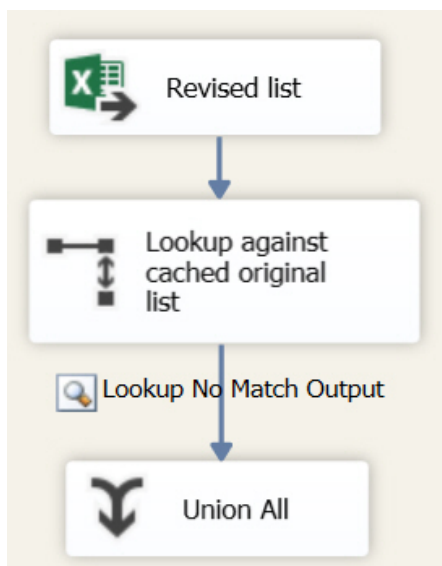 Revised list
Lookup against
cached original
list
Lookup No Match Output
Union All